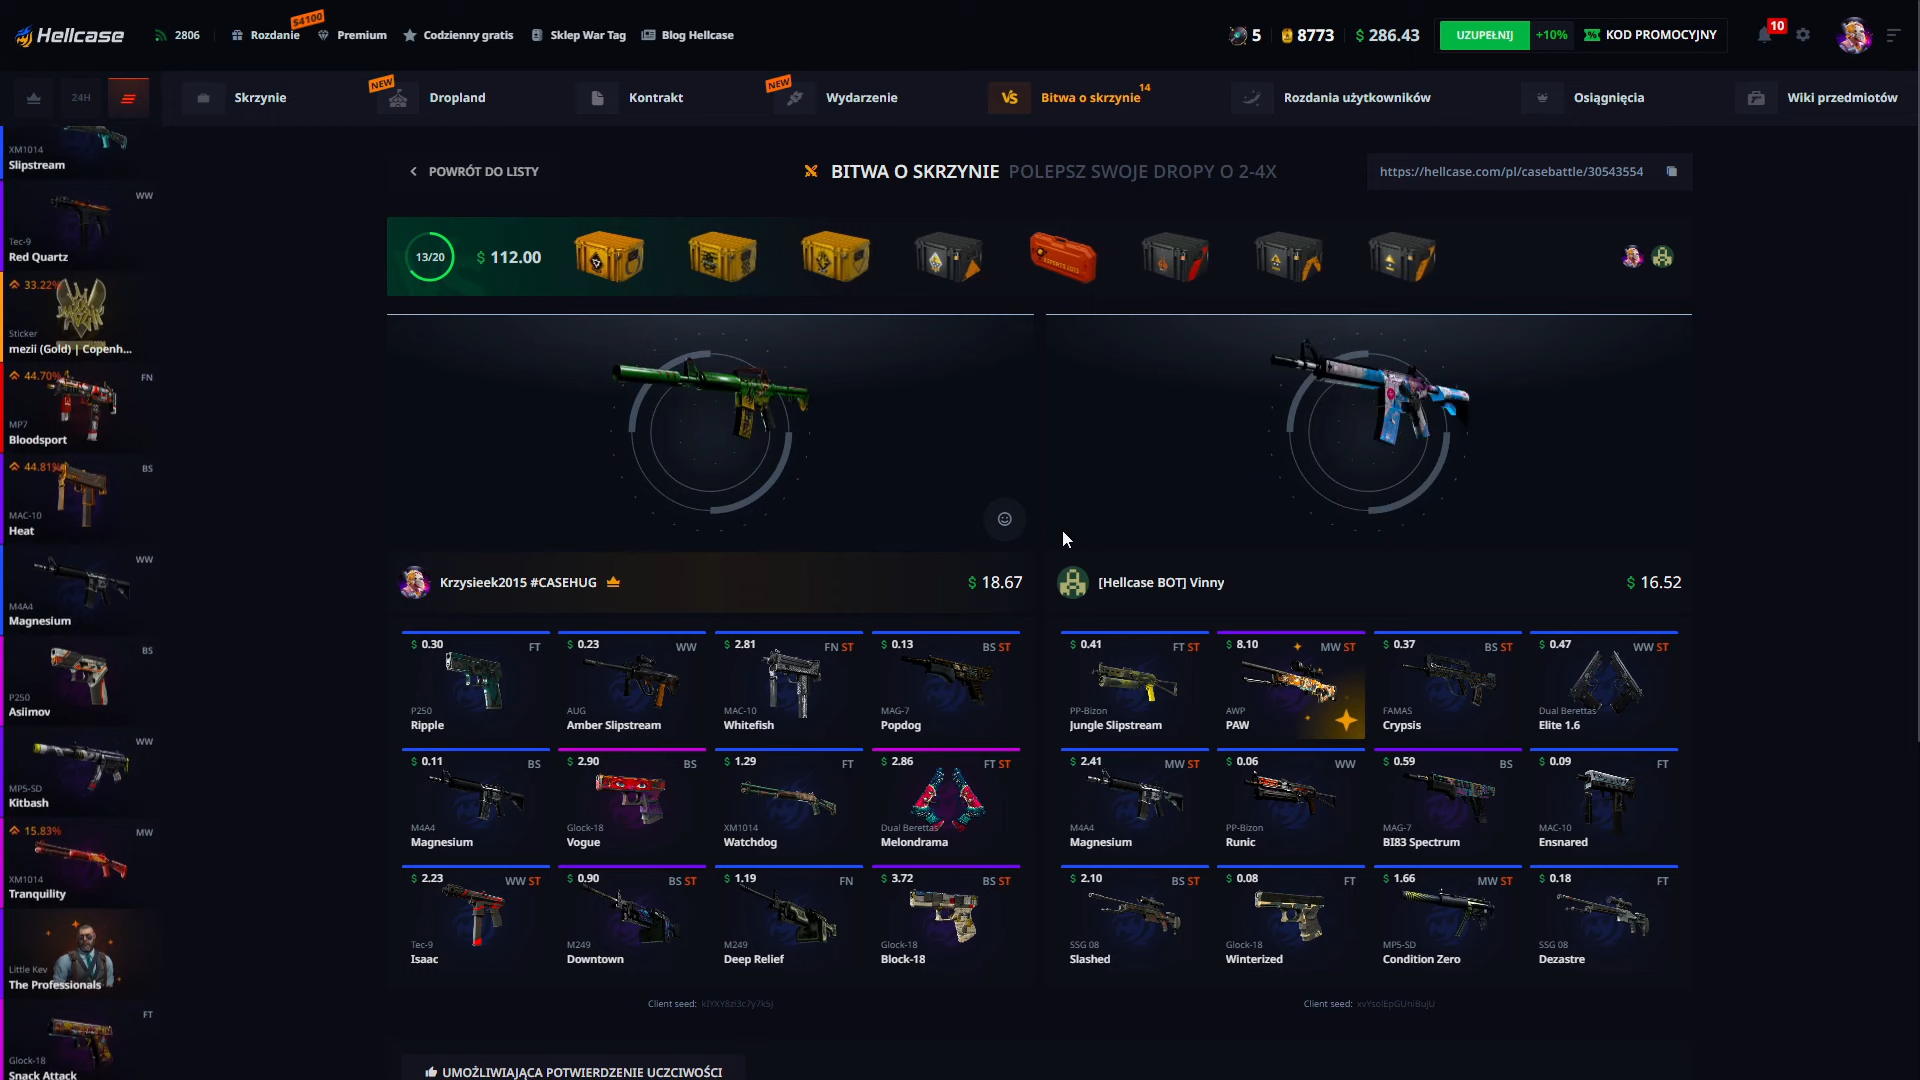 Hellcase
2806
Rozdanie
$4100
Premium
Codzienny gratis
Sklep War Tag
Blog Hellcase
5
8773
$ 286.43
UZUPEŁNIJ
+10%
KOD PROMOCYJNY
10
24H
Skrzynie
NEW
Dropland
Kontrakt
NEW
Wydarzenie
VS
Bitwa o skrzynie
14
Rozdania użytkowników
Osiągnięcia
Wiki przedmiotów
XM1014
Slipstream
WW
Tec-9
Red Quartz
33.22%
Sticker
mezii (Gold) | Copenh...
44.70%
FN
MP7
Bloodsport
44.81%
BS
MAC-10
Heat
WW
M4A4
Magnesium
BS
P250
Asiimov
WW
MP5-SD
Kitbash
15.83%
MW
XM1014
Tranquility
Little Kev
The Professionals
FT
Glock-18
Snack Attack
POWRÓT DO LISTY
BITWA O SKRZYNIE POLEPSZ SWOJE DROPY O 2-4X
https://hellcase.com/pl/casebattle/30543554
13/20
$ 112.00
Krzysieek2015 #CASEHUG
$ 18.67
$ 0.30
FT
P250
Ripple
$ 0.23
WW
AUG
Amber Slipstream
$ 2.81
FN ST
MAC-10
Whitefish
$ 0.13
BS ST
MAG-7
Popdog
$ 0.11
BS
M4A4
Magnesium
$ 2.90
BS
Glock-18
Vogue
$ 1.29
FT
XM1014
Watchdog
$ 2.86
FT ST
Dual Berettas
Melondrama
$ 2.23
WW ST
Tec-9
Isaac
$ 0.90
BS ST
M249
Downtown
$ 1.19
FN
M249
Deep Relief
$ 3.72
BS ST
Glock-18
Block-18
Client seed: kIYXY8zi3c7y7k5j
[Hellcase BOT] Vinny
$ 16.52
$ 0.41
FT ST
PP-Bizon
Jungle Slipstream
$ 8.10
MW ST
AWP
PAW
$ 0.37
BS ST
FAMAS
Crypsis
$ 0.47
WW ST
Dual Berettas
Elite 1.6
$ 2.41
MW ST
M4A4
Magnesium
$ 0.06
WW
PP-Bizon
Runic
$ 0.59
BS
MAG-7
BI83 Spectrum
$ 0.09
FT
MAC-10
Ensnared
$ 2.10
BS ST
SSG 08
Slashed
$ 0.08
FT
Glock-18
Winterized
$ 1.66
MW ST
MP5-SD
Condition Zero
$ 0.18
FT
SSG 08
Dezastre
Client seed:
UMOŻLIWIAJĄCA POTWIERDZENIE UCZCIWOŚCI